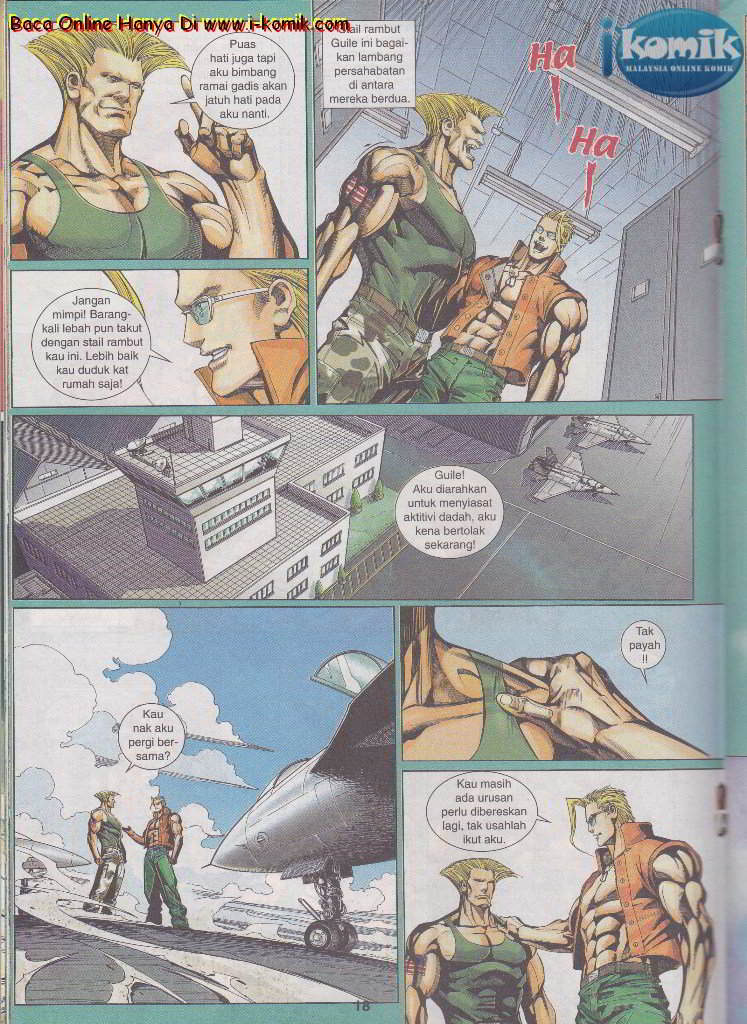 Baca Online Hanya Di www.i-komik.com
ikomik
MALAYSIA ONLINE KOMIK
Puas
hati juga tapi
aku bimbang
ramai gadis akan
jatuh hati pada
aku nanti.
Stail rambut
Guile ini bagai-
kan lambang
persahabatan
di antara
mereka berdua.
Ha
Ha
Jangan
mimpi! Barang-
kali lebah pun takut
dengan stail rambut
kau ini. Lebih baik
kau duduk kat
rumah saja!
Guile!
Aku diarahkan
untuk menyiasat
aktitivi dadah, aku
kena bertolak
sekarang!
Kau
nak aku
pergi ber-
sama?
Tak
payah
!!
Kau masih
ada urusan
perlu dibereskan
lagi, tak usahlah
ikut aku.
18